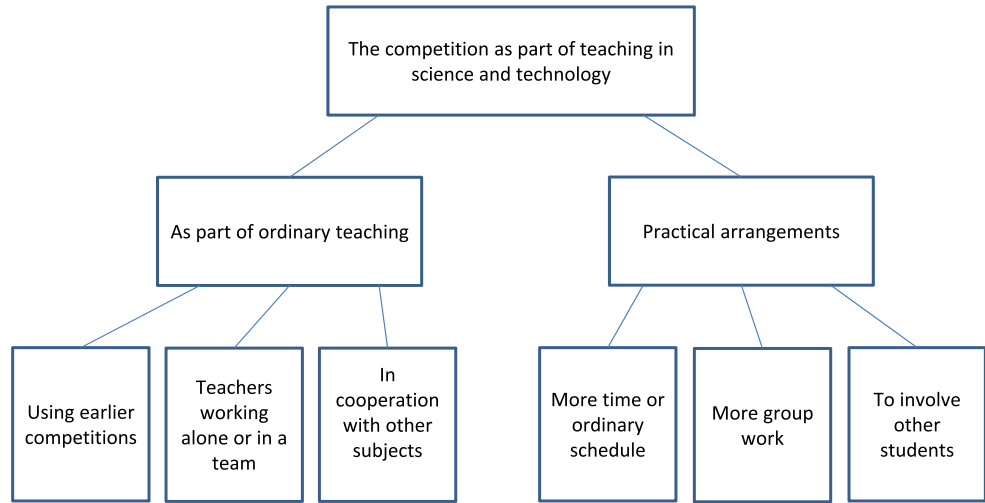 The competition as part of teaching in
science and technology
As part of ordinary teaching
Practical arrangements
Using earlier
competitions
Teachers
working
alone or in a
team
In
cooperation
with other
subjects
More time or
ordinary
schedule
More group
work
To involve
other
students